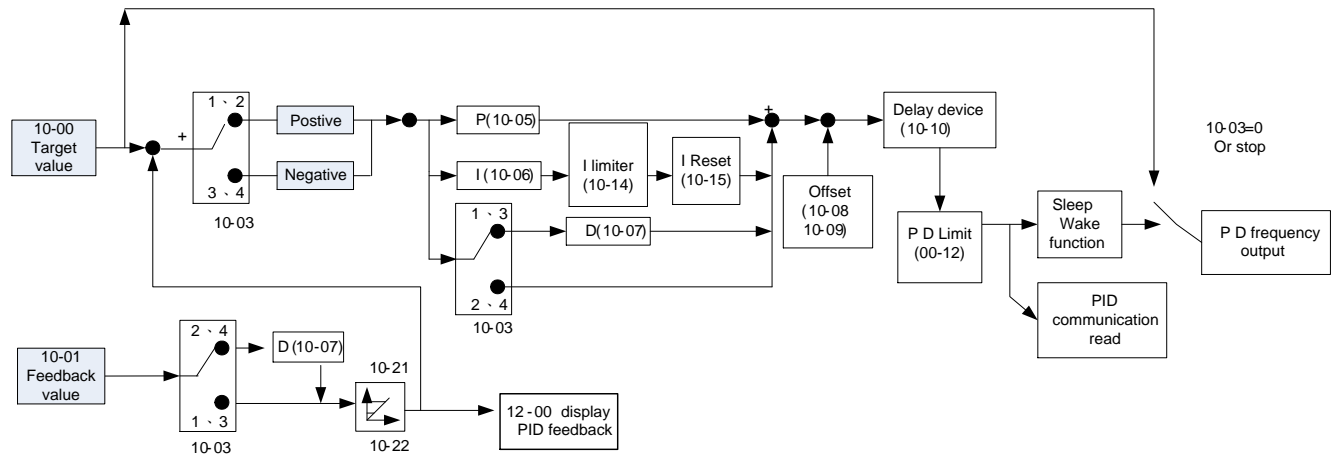 10-00
Target
value
+
1、2
3、4
10-03
Postive
Negative
P(10-05)
I (10-06)
I limiter
(10-14)
I Reset
(10-15)
1、3
2、4
10-03
D(10-07)
+
Offset
(10-08
10-09)
Delay device
(10-10)
P D Limit
(00-12)
Sleep
Wake
function
PID
communication
read
10-03=0
Or stop
P D frequency
output
10-01
Feedback
value
2、4
1、3
10-03
D (10-07)
10-21
10-22
12-00 display
PID feedback